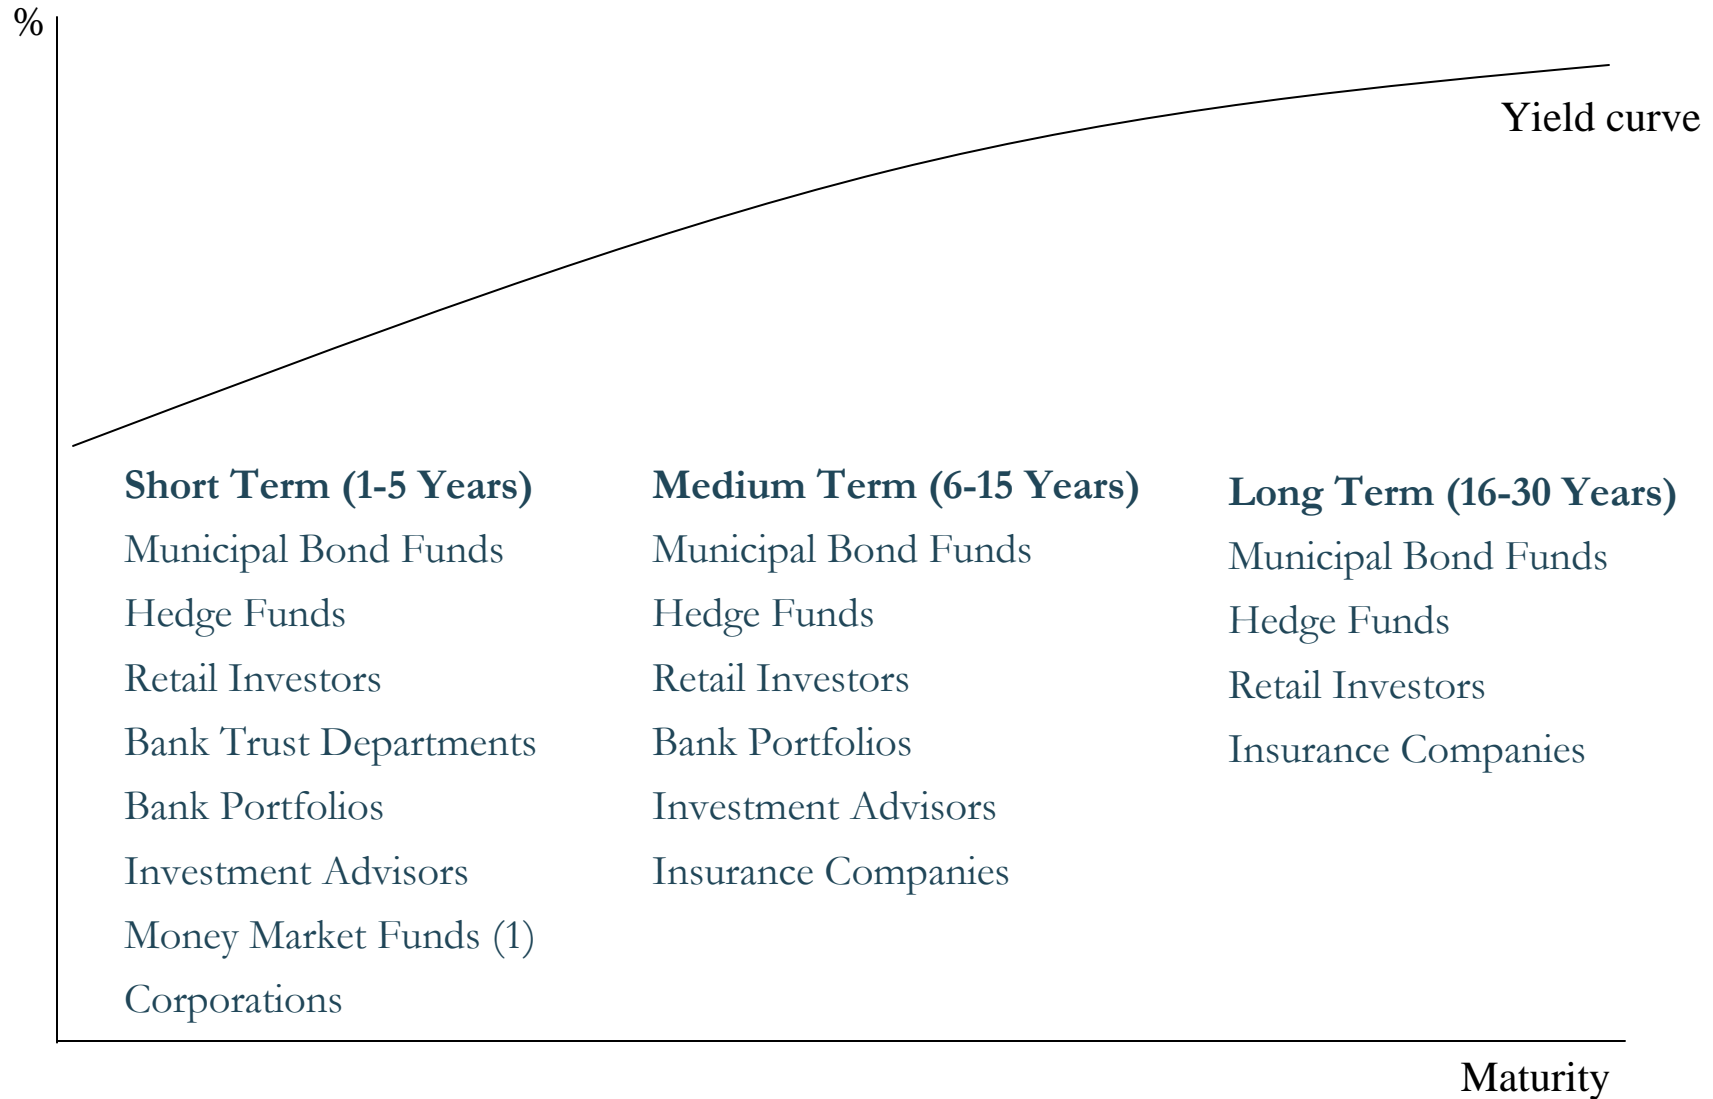 %
Yield curve
Short Term (1-5 Years)
Municipal Bond Funds
Hedge Funds
Retail Investors
Bank Trust Departments
Bank Portfolios
Investment Advisors
Money Market Funds (1)
Corporations
Medium Term (6-15 Years)
Municipal Bond Funds
Hedge Funds
Retail Investors
Bank Portfolios
Investment Advisors
Insurance Companies
Long Term (16-30 Years)
Municipal Bond Funds
Hedge Funds
Retail Investors
Insurance Companies
Maturity